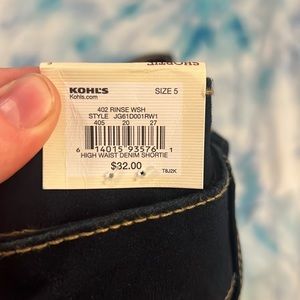 SHORTIE
KOHL'S
Kohls.com
SIZE 5
402 RINSE WSH
STYLE JG61D001RW1
405 20 27
6 14015 93576 1
HIGH WAIST DENIM SHORTIE
$32.00
T8J2K